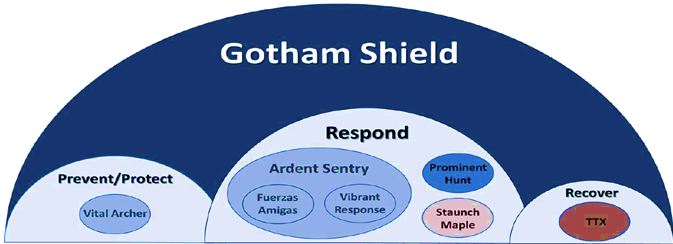 Gotham Shield
Respond
Prevent/Protect
Vital Archer
Ardent Sentry
Fuerzas
Amigas
Vibrant
Response
Prominent
Hunt
Staunch
Maple
Recover
TTX